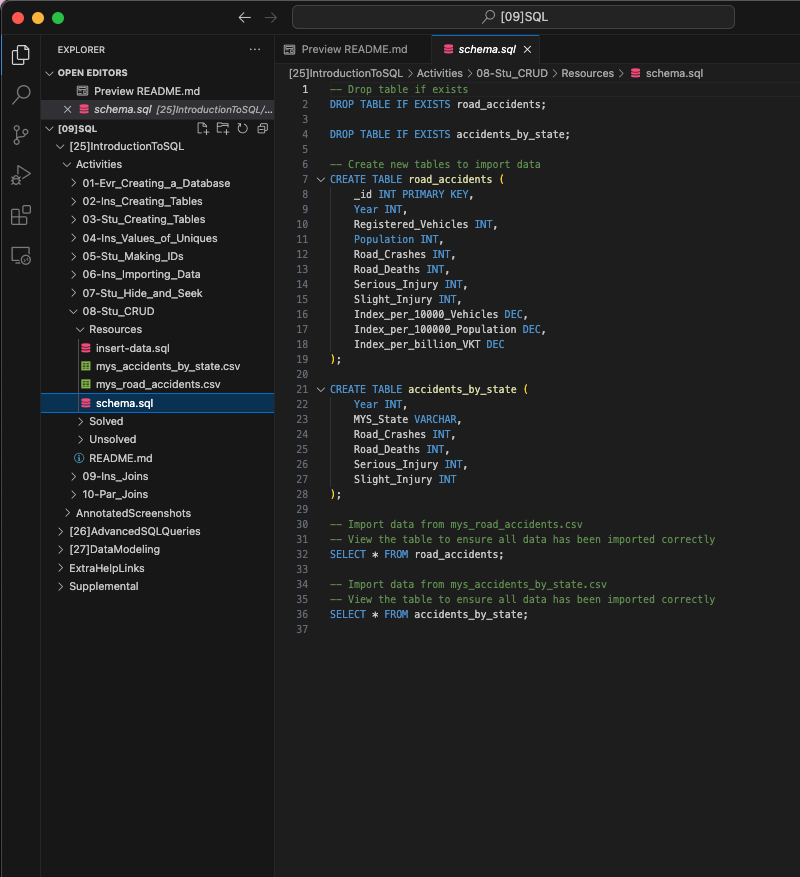 [09]SQL
EXPLORER
Preview README.md
schema.sql
OPEN EDITORS
Preview README.md
schema.sql [25]IntroductionToSQL/...
[09]SQL
[25]IntroductionToSQL
Activities
01-Evr_Creating_a_Database
02-Ins_Creating_Tables
03-Stu_Creating_Tables
04-Ins_Values_of_Uniques
05-Stu_Making_IDs
06-Ins_Importing_Data
07-Stu_Hide_and_Seek
08-Stu_CRUD
Resources
insert-data.sql
mys_accidents_by_state.csv
mys_road_accidents.csv
schema.sql
Solved
Unsolved
README.md
09-Ins_Joins
10-Par_Joins
AnnotatedScreenshots
[26]AdvancedSQLQueries
[27]DataModeling
ExtraHelpLinks
Supplemental
[25]IntroductionToSQL > Activities > 08-Stu_CRUD > Resources > schema.sql
1 -- Drop table if exists
2 DROP TABLE IF EXISTS road_accidents;
3
4 DROP TABLE IF EXISTS accidents_by_state;
5
6 -- Create new tables to import data
7 CREATE TABLE road_accidents (
8 _id INT PRIMARY KEY,
9 Year INT,
10 Registered_Vehicles INT,
11 Population INT,
12 Road_Crashes INT,
13 Road_Deaths INT,
14 Serious_Injury INT,
15 Slight_Injury INT,
16 Index_per_10000_Vehicles DEC,
17 Index_per_100000_Population DEC,
18 Index_per_billion_VKT DEC
19 );
20
21 CREATE TABLE accidents_by_state (
22 Year INT,
23 MYS_State VARCHAR,
24 Road_Crashes INT,
25 Road_Deaths INT,
26 Serious_Injury INT,
27 Slight_Injury INT
28 );
29
30 -- Import data from mys_road_accidents.csv
31 -- View the table to ensure all data has been imported correctly
32 SELECT * FROM road_accidents;
33
34 -- Import data from mys_accidents_by_state.csv
35 -- View the table to ensure all data has been imported correctly
36 SELECT * FROM accidents_by_state;
37